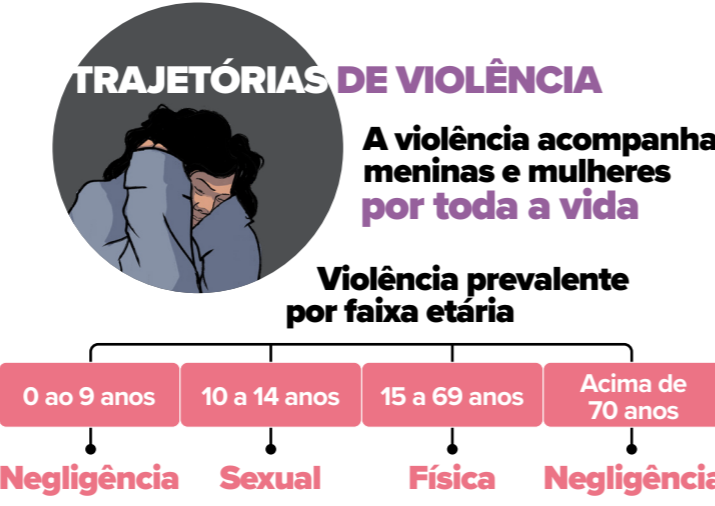 TRAJETÓRIAS DE VIOLÊNCIA
A violência acompanha
meninas e mulheres
por toda a vida
Violência prevalente
por faixa etária
0 ao 9 anos
10 a 14 anos
15 a 69 anos
Acima de
70 anos
Negligência
Sexual
Física
Negligência